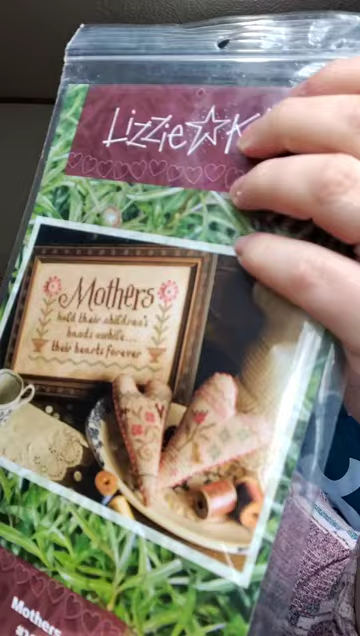 Lizzie☆K
Mothers
hold their children's
hands awhile...
their hearts forever
Mothers